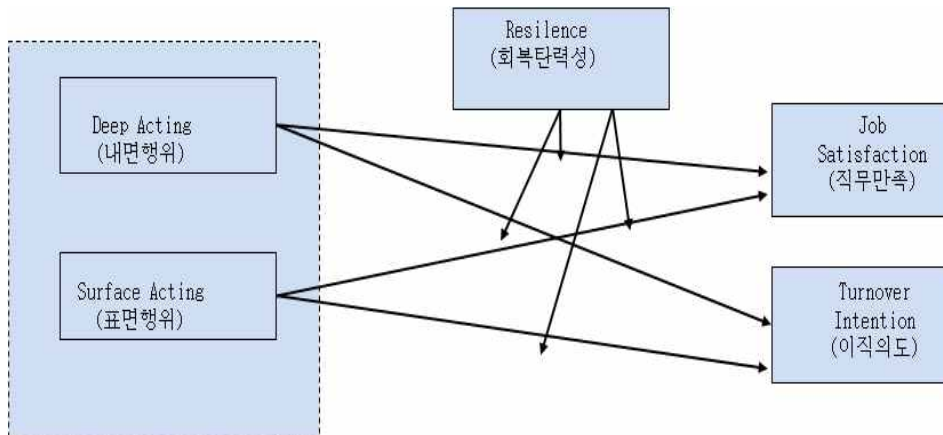 Resilence
(회복탄력성)
Deep Acting
(내면행위)
Job
Satisfaction
(직무만족)
Surface Acting
(표면행위)
Turnover
Intention
(이직의도)